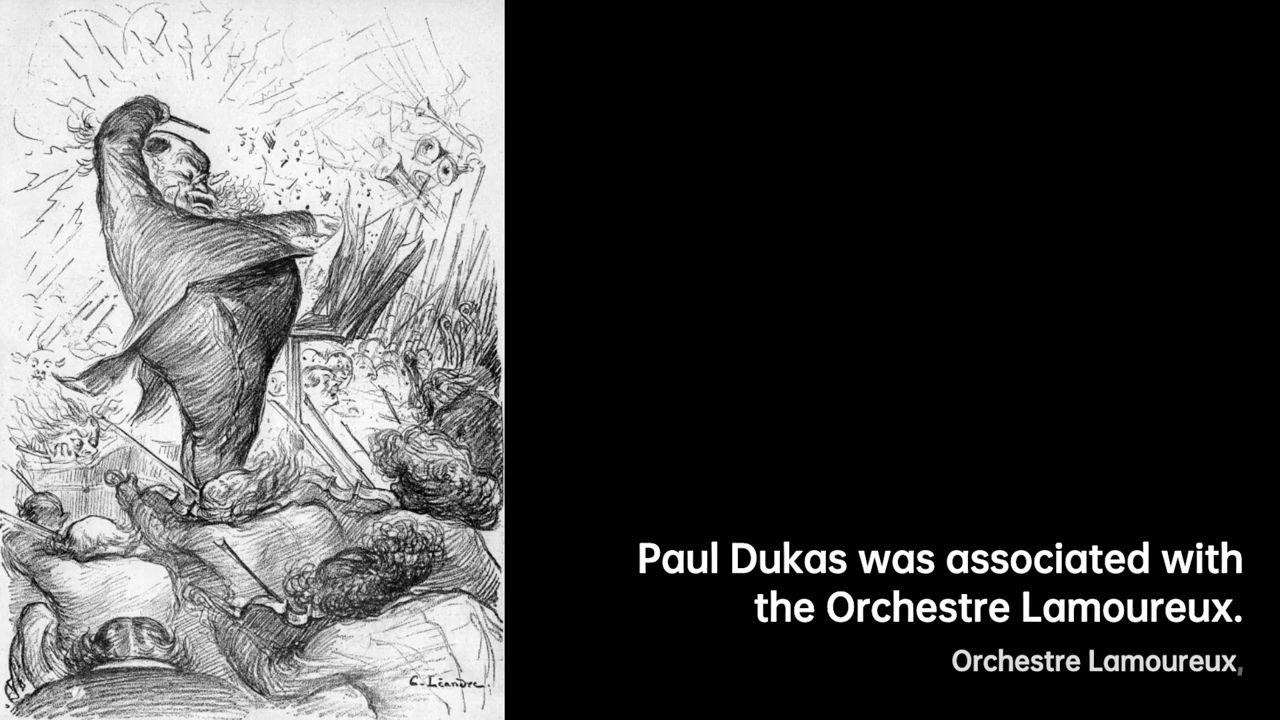 Paul Dukas was associated with
the Orchestre Lamoureux.
Orchestre Lamoureux,
C. Léandre.